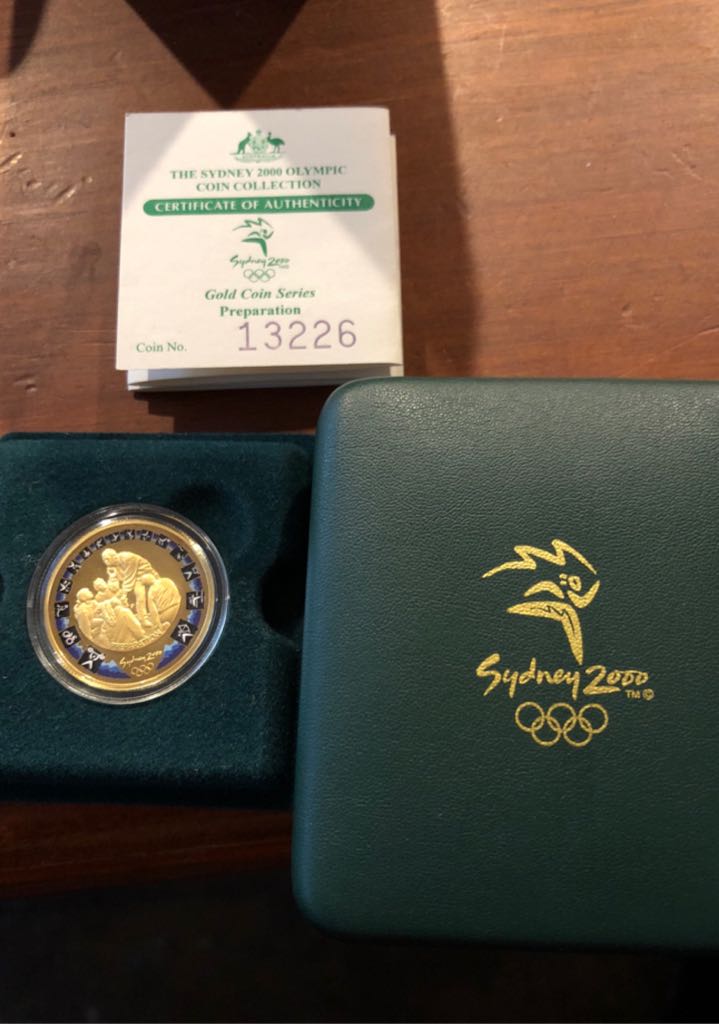 THE SYDNEY 2000 OLYMPIC
COIN COLLECTION
CERTIFICATE OF AUTHENTICITY
Sydney 2000
Gold Coin Series
Preparation
Coin No. 13226
Sydney 2000
Sydney 2000
TM ©